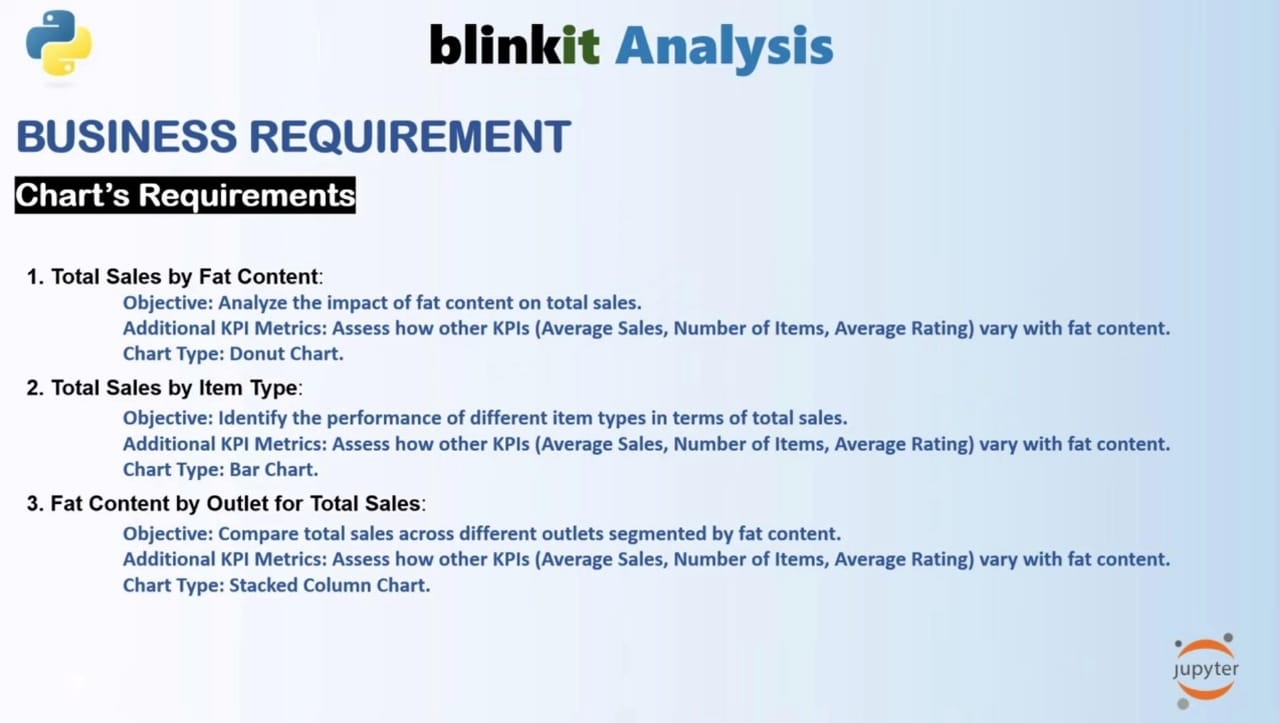 blinkit Analysis
BUSINESS REQUIREMENT
Chart's Requirements
1. Total Sales by Fat Content:
Objective: Analyze the impact of fat content on total sales.
Additional KPI Metrics: Assess how other KPIs (Average Sales, Number of Items, Average Rating) vary with fat content.
Chart Type: Donut Chart.
2. Total Sales by Item Type:
Objective: Identify the performance of different item types in terms of total sales.
Additional KPI Metrics: Assess how other KPIs (Average Sales, Number of Items, Average Rating) vary with fat content.
Chart Type: Bar Chart.
3. Fat Content by Outlet for Total Sales:
Objective: Compare total sales across different outlets segmented by fat content.
Additional KPI Metrics: Assess how other KPIs (Average Sales, Number of Items, Average Rating) vary with fat content.
Chart Type: Stacked Column Chart.
jupyter